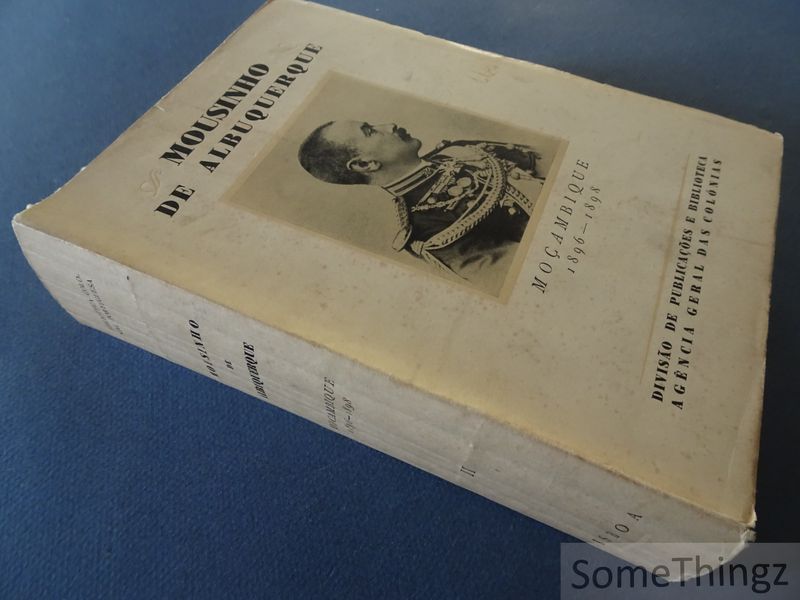 MOUSINHO
DE ALBUQUERQUE
MOÇAMBIQUE
1896—1898
DIVISÃO DE PUBLICAÇÕES E BIBLIOTECA
AGÊNCIA GERAL DAS COLÓNIAS
DE
ALBUQUERQUE
MOÇAMBIQUE
1896—1898
II
SomeThingz